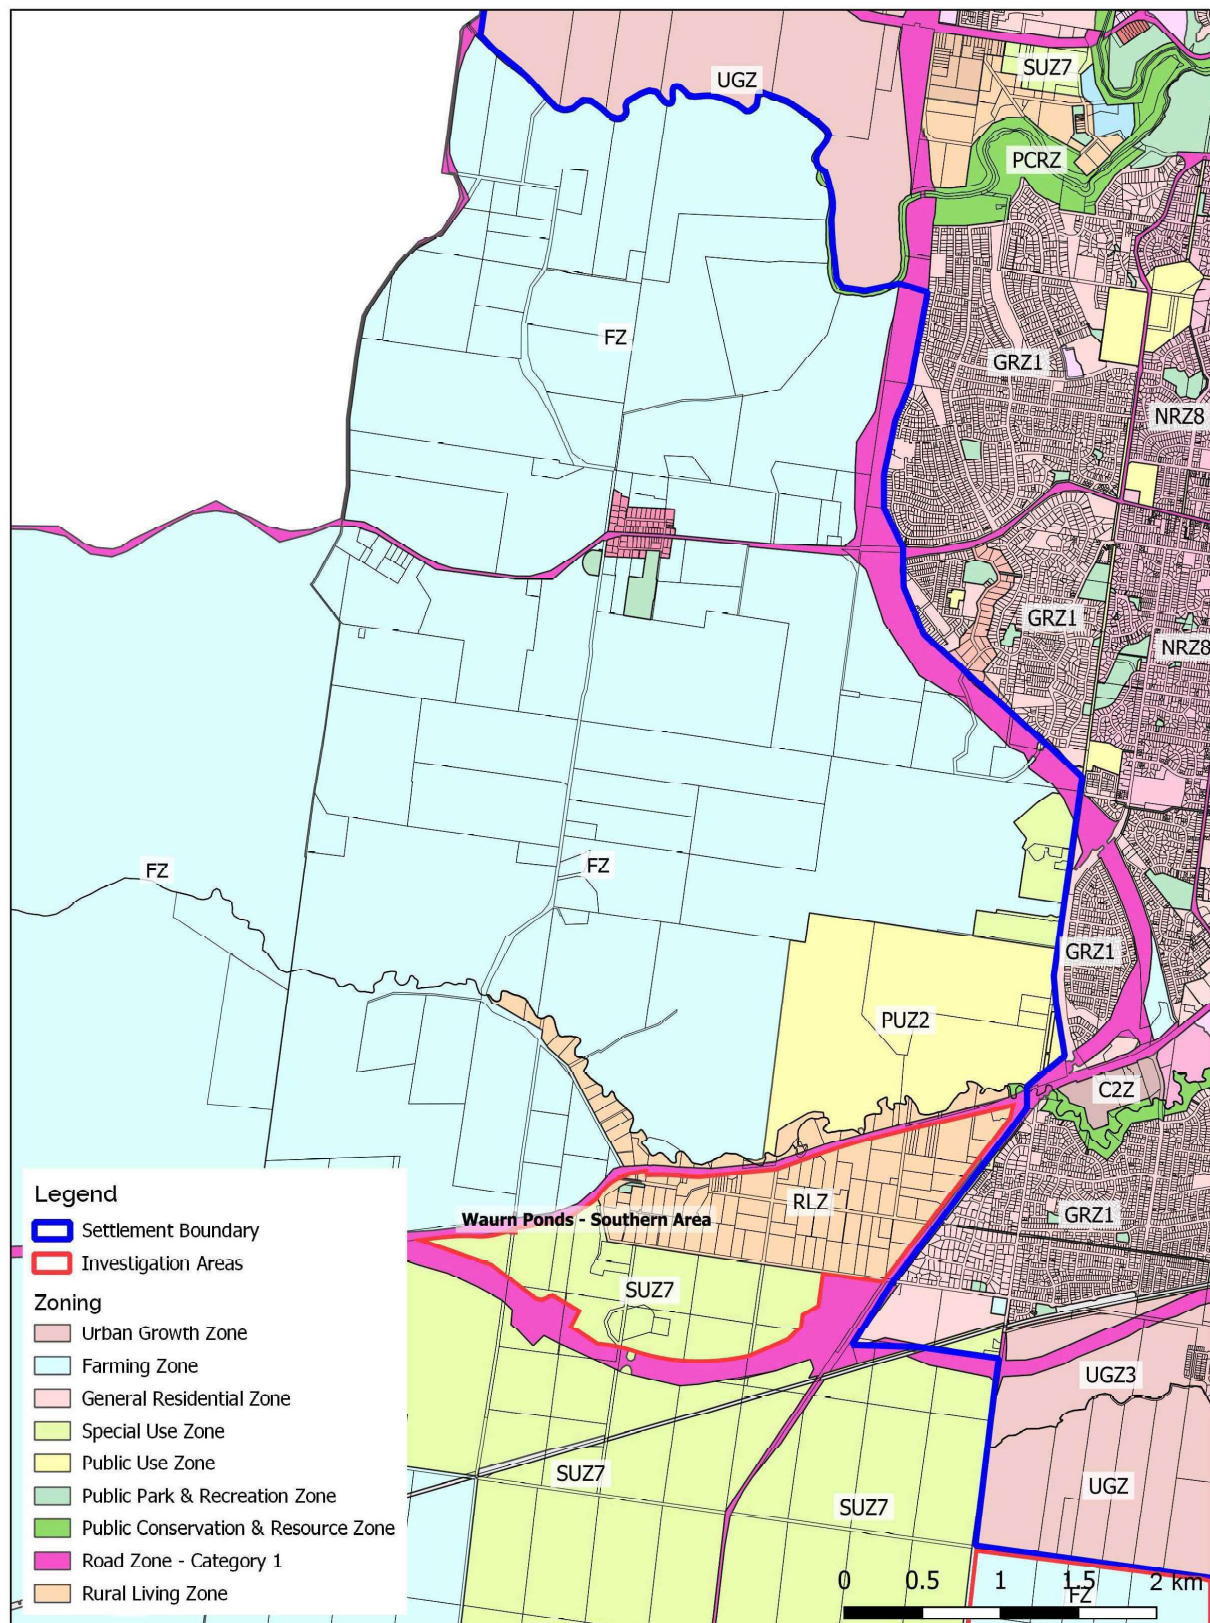 UGZ
SUZ7
PCRZ
FZ
GRZ1
NRZ8
GRZ1
NRZ8
FZ
FZ
GRZ1
PUZ2
C2Z
RLZ
Waurn Ponds - Southern Area
GRZ1
SUZ7
UGZ3
SUZ7
UGZ
SUZ7
Legend
Settlement Boundary
Investigation Areas
Zoning
Urban Growth Zone
Farming Zone
General Residential Zone
Special Use Zone
Public Use Zone
Public Park & Recreation Zone
Public Conservation & Resource Zone
Road Zone - Category 1
Rural Living Zone
0 0.5 1 1.5 2 km
FZ